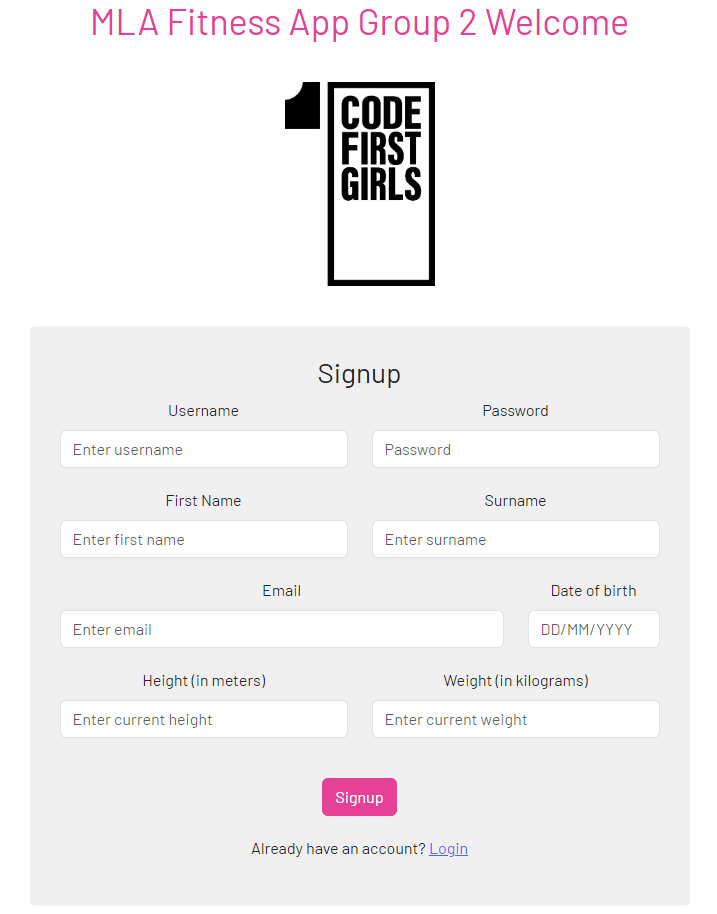 MLA Fitness App Group 2 Welcome
1
CODE
FIRST
GIRLS
Signup
Username Password
Enter username Password
First Name Surname
Enter first name Enter surname
Email Date of birth
Enter email DD/MM/YYYY
Height (in meters) Weight (in kilograms)
Enter current height Enter current weight
Signup
Already have an account? Login